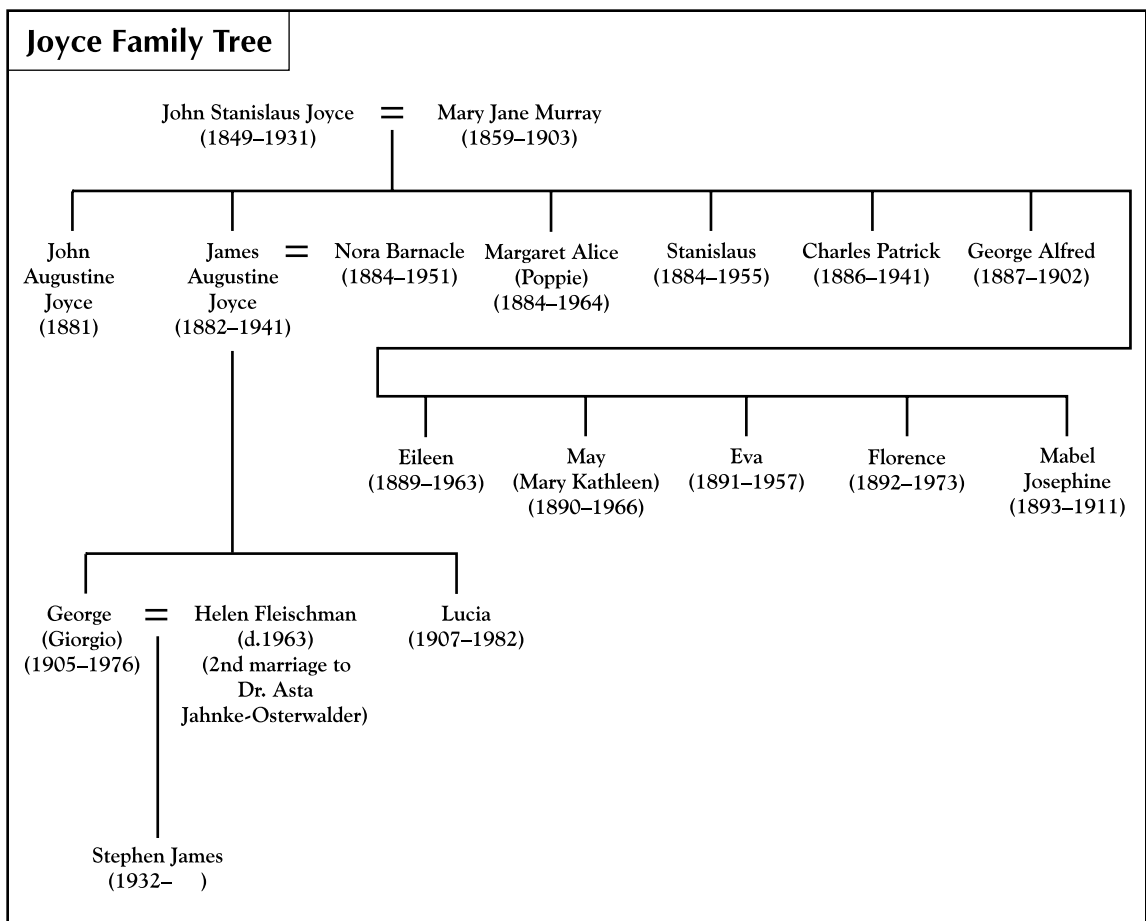 Joyce Family Tree
John Stanislaus Joyce = Mary Jane Murray
(1849–1931) (1859–1903)
John
Augustine
Joyce
(1881)
James
Augustine
Joyce
(1882–1941)
=
Nora Barnacle
(1884–1951)
Margaret Alice
(Poppie)
(1884–1964)
Stanislaus
(1884–1955)
Charles Patrick
(1886–1941)
George Alfred
(1887–1902)
Eileen
(1889–1963)
May
(Mary Kathleen)
(1890–1966)
Eva
(1891–1957)
Florence
(1892–1973)
Mabel
Josephine
(1893–1911)
George
(Giorgio)
(1905–1976)
=
Helen Fleischman
(d.1963)
(2nd marriage to
Dr. Asta
Jahnke-Osterwalder)
Lucia
(1907–1982)
Stephen James
(1932– )